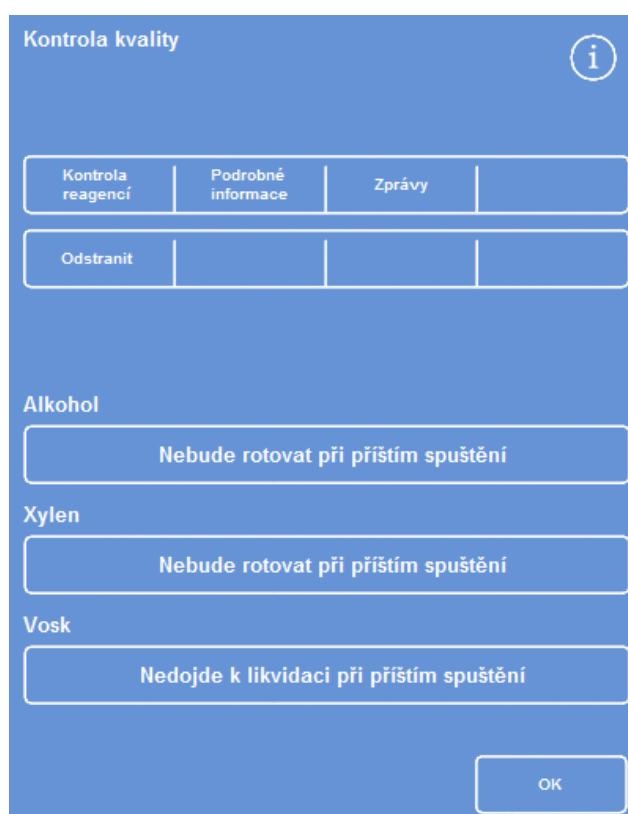 Kontrola kvality
i
Kontrola
reagencí
Podrobné
informace
Zprávy
Odstranit
Alkohol
Nebude rotovat při příštím spuštění
Xylen
Nebude rotovat při příštím spuštění
Vosk
Nedojde k likvidaci při příštím spuštění
OK